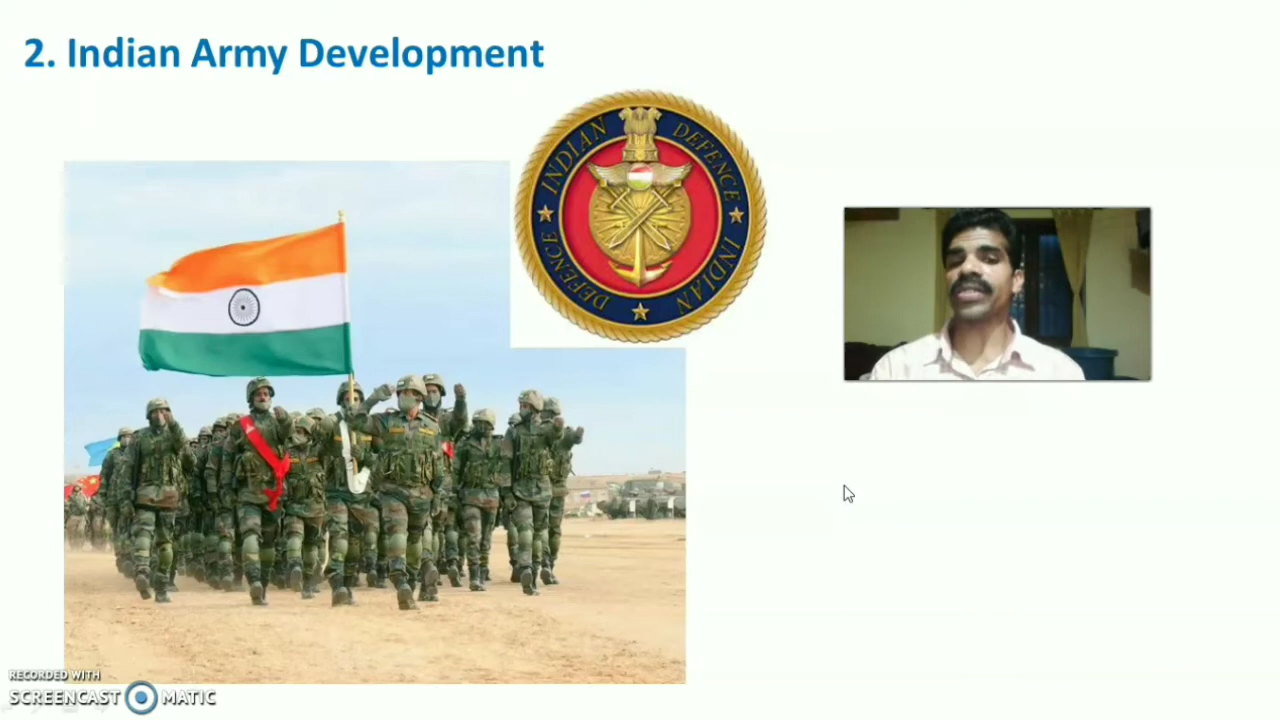 2. Indian Army Development
INDIAN DEFENCE
INDIAN DEFENCE
RECORDED WITH
SCREENCAST MATIC